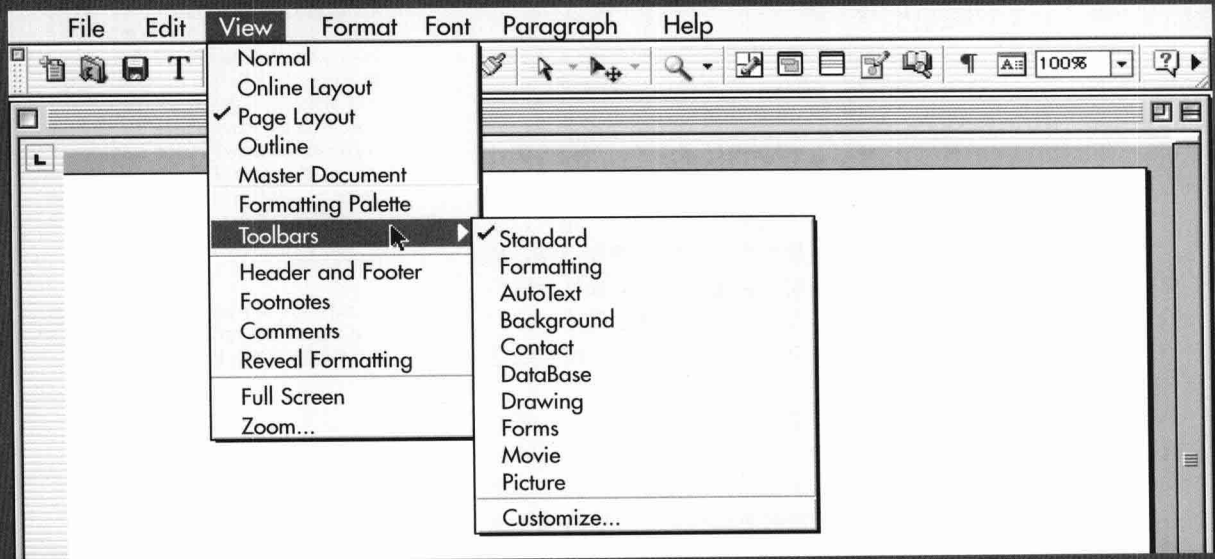 File Edit View Format Font Paragraph Help
T ¶ A 100% ?
Normal
Online Layout
Page Layout
Outline
Master Document
Formatting Palette
Toolbars
Header and Footer
Footnotes
Comments
Reveal Formatting
Full Screen
Zoom...
Standard
Formatting
AutoText
Background
Contact
DataBase
Drawing
Forms
Movie
Picture
Customize...